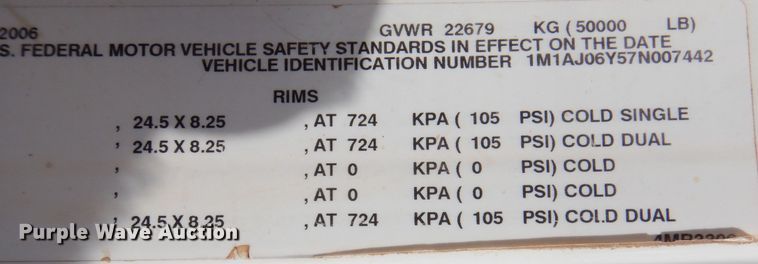 2006 GVWR 22679 KG ( 50000 LB)
S. FEDERAL MOTOR VEHICLE SAFETY STANDARDS IN EFFECT ON THE DATE
VEHICLE IDENTIFICATION NUMBER 1M1AJ06Y57N007442
RIMS
, 24.5 X 8.25 , AT 724 KPA ( 105 PSI) COLD SINGLE
, 24.5 X 8.25 , AT 724 KPA ( 105 PSI) COLD DUAL
, , AT 0 KPA ( 0 PSI) COLD
, , AT 0 KPA ( 0 PSI) COLD
, 24.5 X 8.25 , AT 724 KPA ( 105 PSI) COLD DUAL
Purple Wave Auction